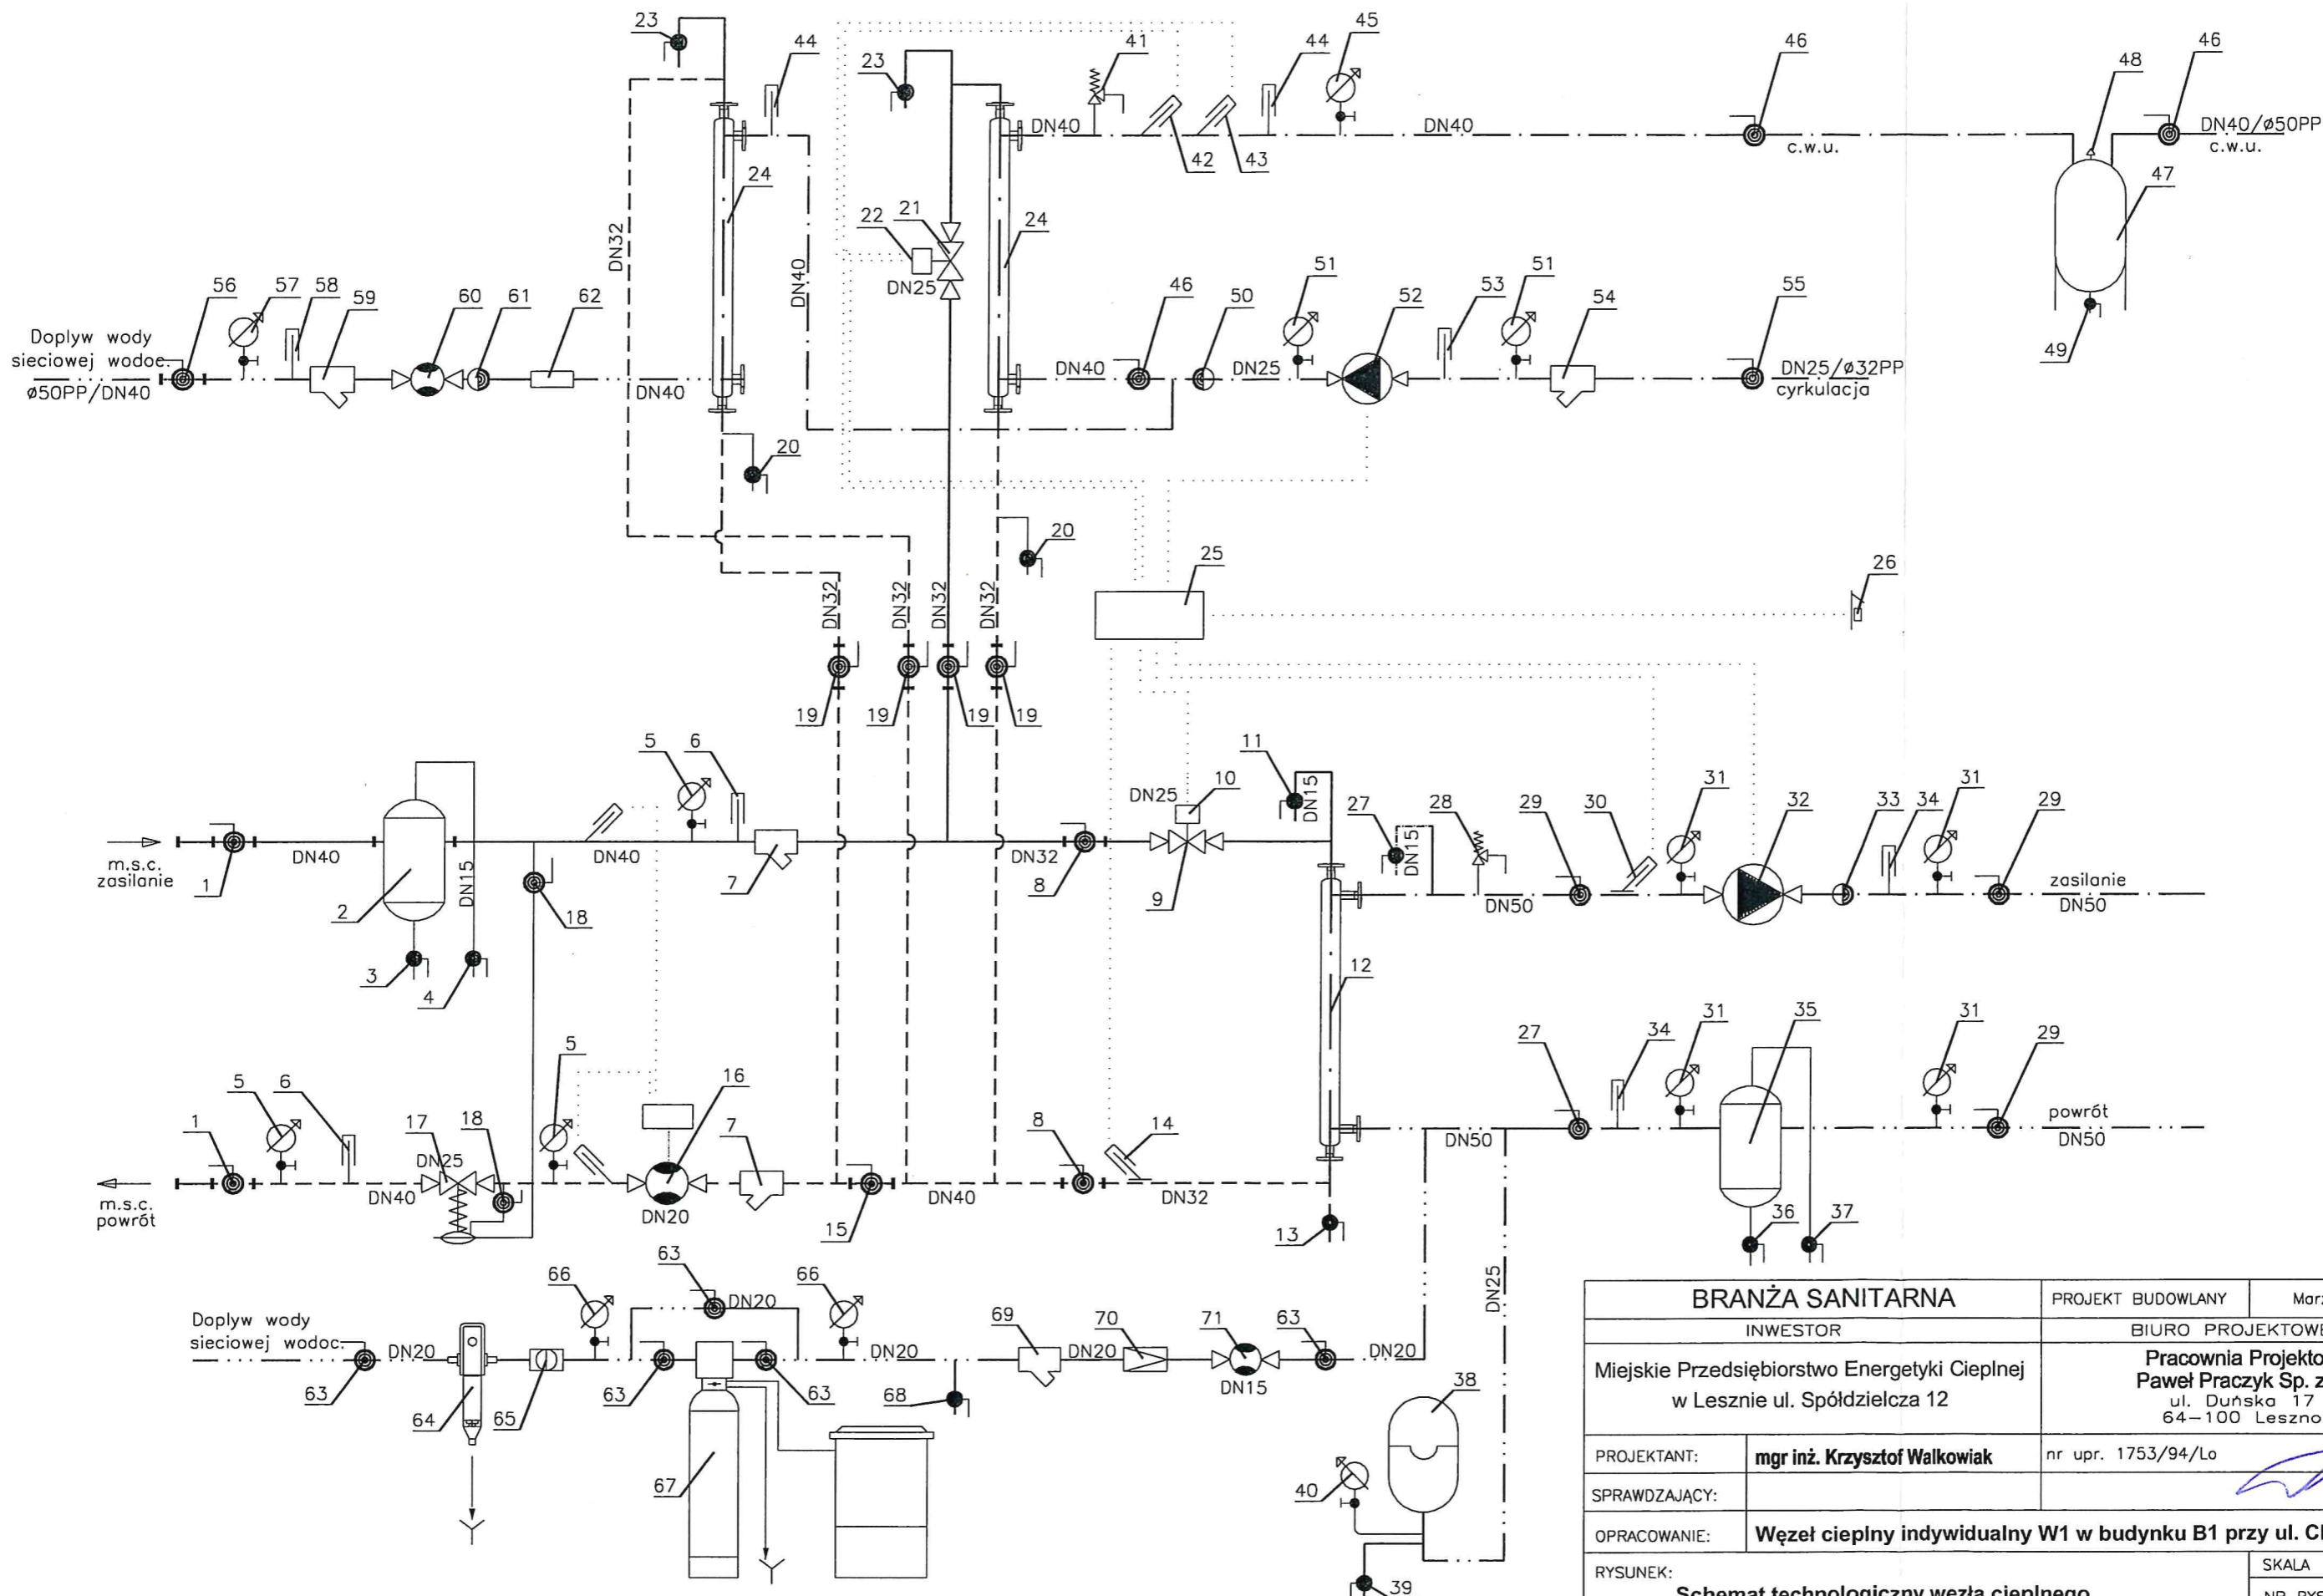 23
44
41
44
45
46
48
46
23
DN40
DN40
DN40/ø50PP
c.w.u.
c.w.u.
42
43
24
22
21
24
47
DN32
DN40
DN25
56
57
58
59
60
61
62
46
50
51
52
53
51
54
55
49
Doplyw wody
sieciowej wodoc.
ø50PP/DN40
DN40
DN40
DN25
DN25/ø32PP
cyrkulacja
20
20
25
26
DN32
DN32
DN32
DN32
19
19
19
19
5
6
11
10
DN25
DN15
27
28
29
30
31
32
33
34
31
29
DN15
m.s.c.
zasilanie
1
DN40
2
DN15
DN40
7
DN32
8
9
DN50
zasilanie
DN50
18
3
4
12
5
6
17
18
5
16
7
8
14
27
34
31
35
31
29
1
DN25
DN50
powrót
DN50
m.s.c.
powrót
DN40
DN20
15
DN40
DN32
13
36
37
66
63
DN20
66
DN25
Doplyw wody
sieciowej wodoc.
DN20
DN20
69
70
71
63
DN20
DN20
DN15
63
64
65
63
63
68
67
38
40
39
BRANŻA SANITARNA
PROJEKT BUDOWLANY
INWESTOR
BIURO PROJEKTOWE
Miejskie Przedsiębiorstwo Energetyki Cieplnej
w Lesznie ul. Spółdzielcza 12
Pracownia Projekto
Paweł Praczyk Sp. z
ul. Duńska 17
64-100 Leszno
PROJEKTANT:
mgr inż. Krzysztof Walkowiak
nr upr. 1753/94/Lo
SPRAWDZAJĄCY:
OPRACOWANIE:
Węzeł cieplny indywidualny W1 w budynku B1 przy ul.
RYSUNEK:
SKALA
Schemat technologiczny węzła cieplnego